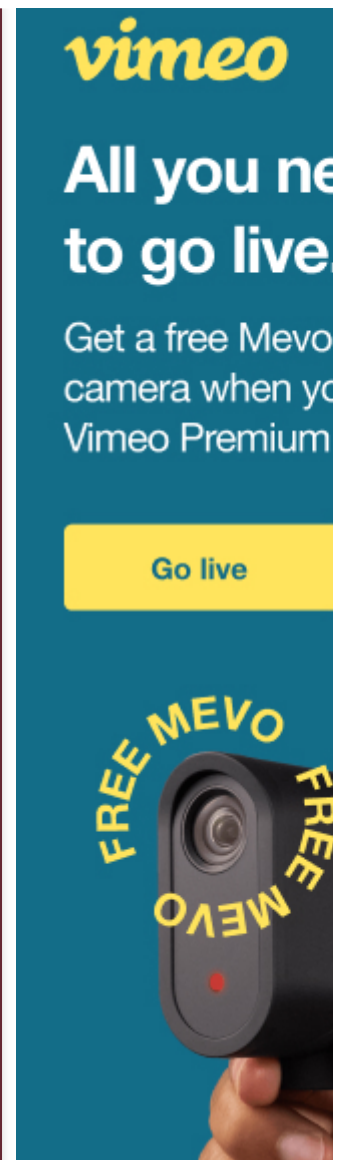 vimeo
All you ne
to go live.
Get a free Mevo
camera when yo
Vimeo Premium
Go live
FREE MEVO
FREE MEVO